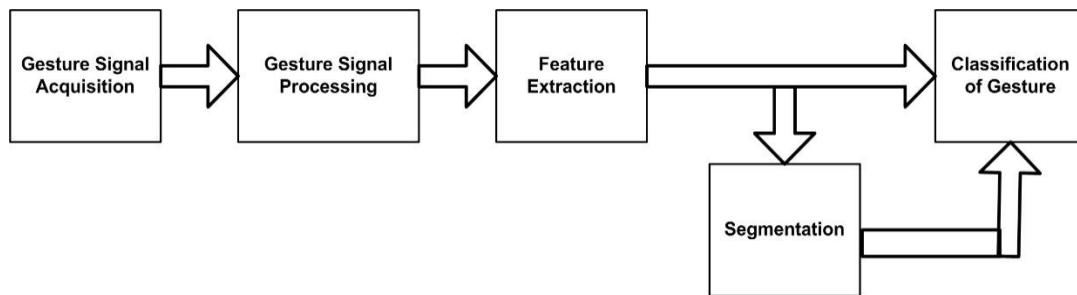 Gesture Signal
Acquisition
Gesture Signal
Processing
Feature
Extraction
Classification
of Gesture
Segmentation